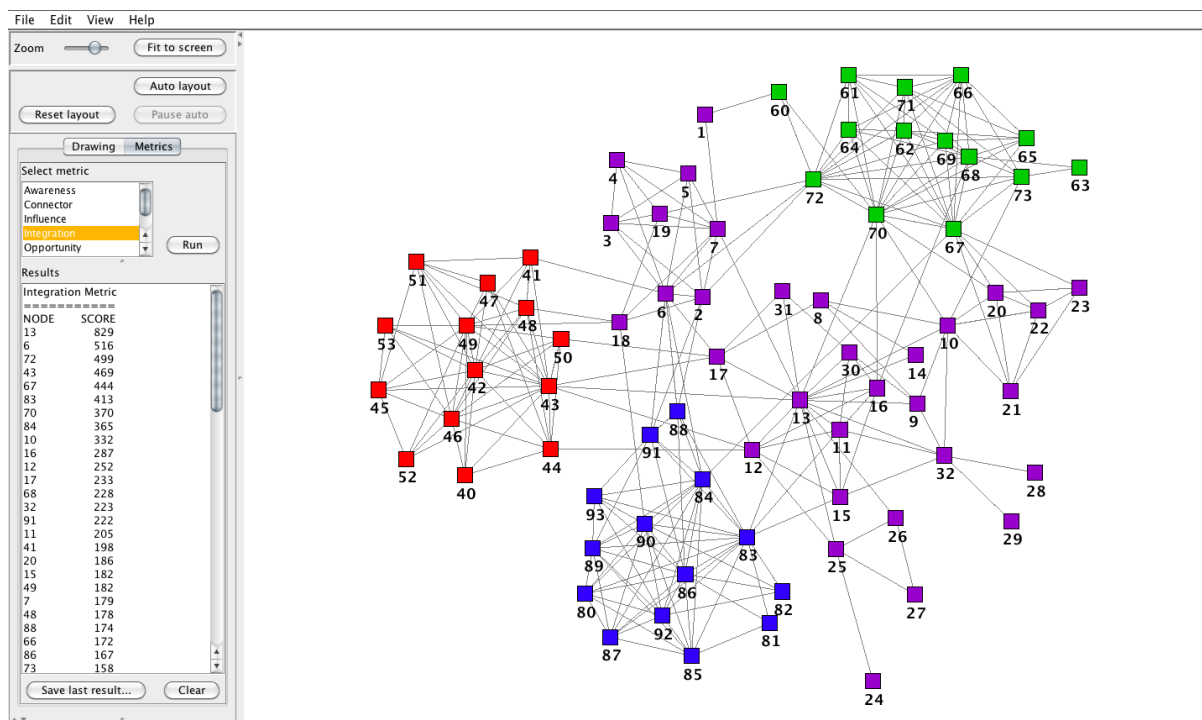 File Edit View Help
Zoom Fit to screen
Auto layout
Reset layout Pause auto
Drawing Metrics
Select metric
Awareness
Connector
Influence
Integration
Opportunity
Run
Results
Integration Metric
===========
NODE SCORE
13 829
6 516
72 499
43 469
67 444
83 413
70 370
84 365
10 332
16 287
12 252
17 233
68 228
32 223
91 222
11 205
41 198
20 186
15 182
49 182
7 179
48 178
88 174
66 172
86 167
73 158
Save last result... Clear
61 66
71
60
1
64 62 65
69
68
63
4 5
72 73
3 19
7 70 67
51 41
47
6 2 31 8 20 22 23
48
18
53 49 50 10
17 30 14
42
45 43 16 21
13 9
46 88
91 11
52 44 12 32
40 84 28
93 15
90 26 29
89 83 25
86
80 82 27
92 81
87 85
24